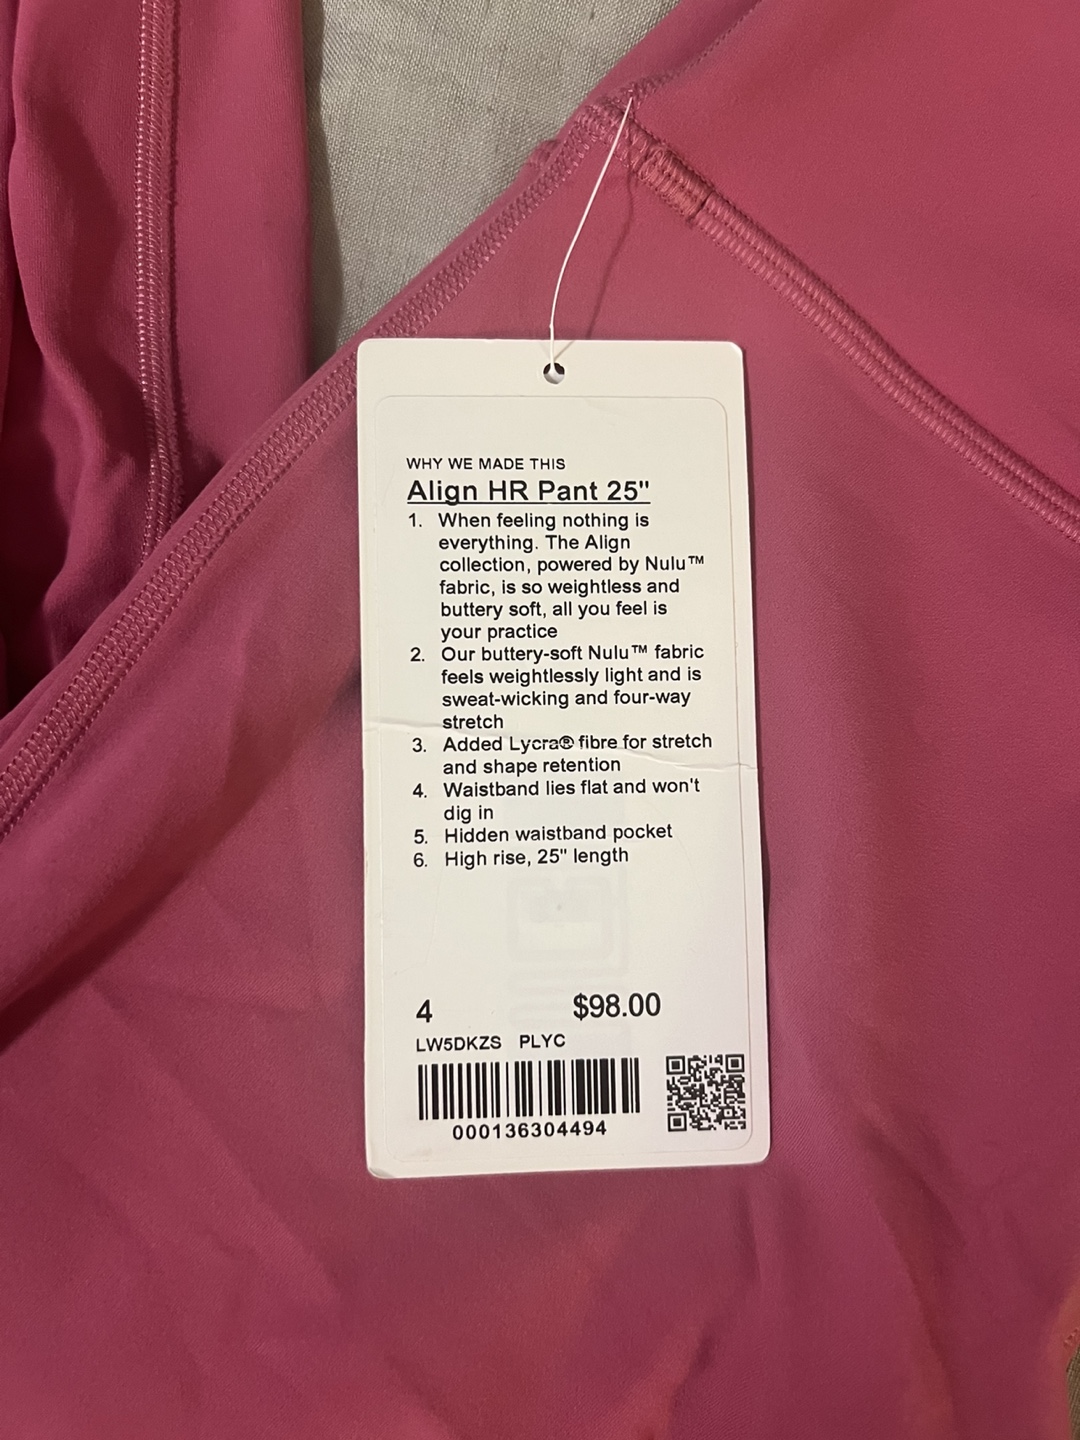 WHY WE MADE THIS
Align HR Pant 25"
1. When feeling nothing is
everything. The Align
collection, powered by Nulu™
fabric, is so weightless and
buttery soft, all you feel is
your practice
2. Our buttery-soft Nulu™ fabric
feels weightlessly light and is
sweat-wicking and four-way
stretch
3. Added Lycra® fibre for stretch
and shape retention
4. Waistband lies flat and won't
dig in
5. Hidden waistband pocket
6. High rise, 25" length
4 $98.00
LW5DKZS PLYC
000136304494